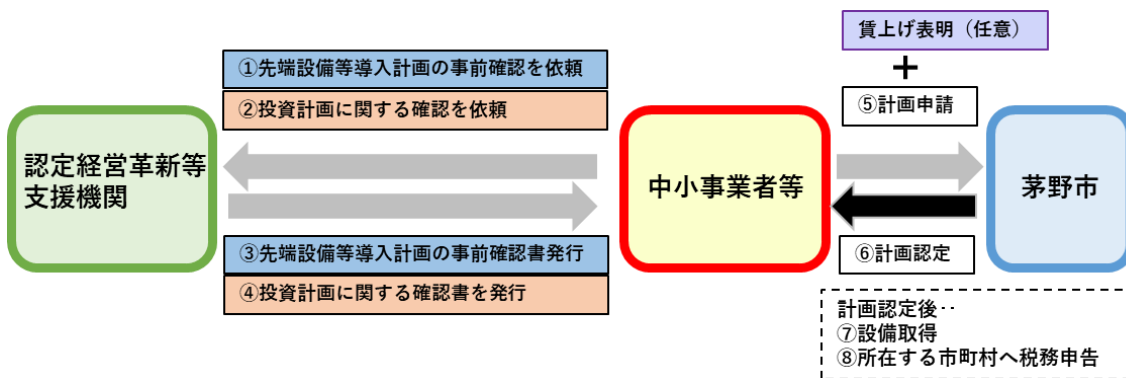 賃上げ表明（任意）
＋
①先端設備等導入計画の事前確認を依頼
②投資計画に関する確認を依頼
⑤計画申請
認定経営革新等
支援機関
中小事業者等
茅野市
③先端設備等導入計画の事前確認書発行
④投資計画に関する確認書を発行
⑥計画認定
計画認定後‥
⑦設備取得
⑧所在する市町村へ税務申告